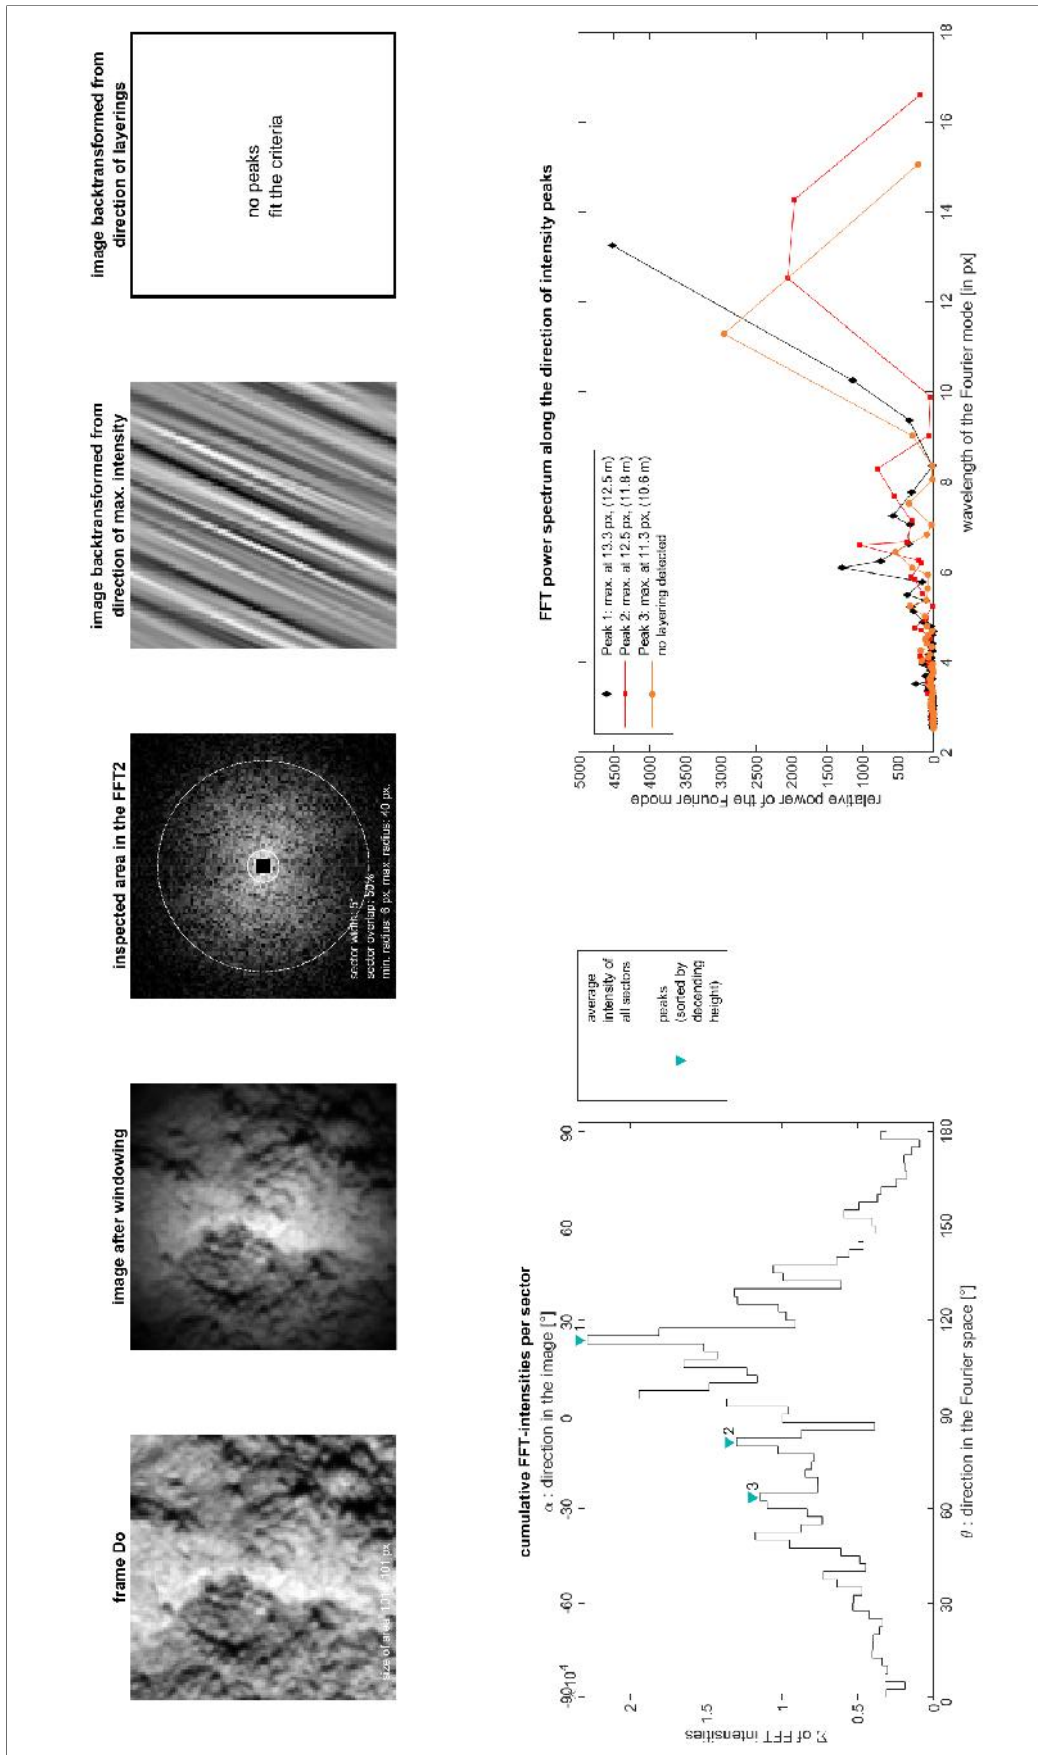 frame Do
size of area: 101 x 101 px
image after windowing
inspected area in the FFT2
sector width: 5°
sector overlap: 50%
min. radius: 6 px, max. radius: 40 px.
image backtransformed from
direction of max. intensity
image backtransformed from
direction of layerings
no peaks
fit the criteria
cumulative FFT-intensities per sector
α : direction in the image [°]
-90 -60 -30 0 30 60 90
10⁴
2
1.5
1
0.5
0
Σ of FFT intensities
1
2
3
0 30 60 90 120 150 180
θ : direction in the Fourier space [°]
average
intensity of
all sectors
peaks
(sorted by
decending
height)
FFT power spectrum along the direction of intensity peaks
5000
4500
4000
3500
3000
2500
2000
1500
1000
500
0
relative power of the Fourier mode
Peak 1: max. at 13.3 px, (12.5 m)
Peak 2: max. at 12.5 px, (11.8 m)
Peak 3: max. at 11.3 px, (10.6 m)
no layering detected
2 4 6 8 10 12 14 16 18
wavelength of the Fourier mode [in px]